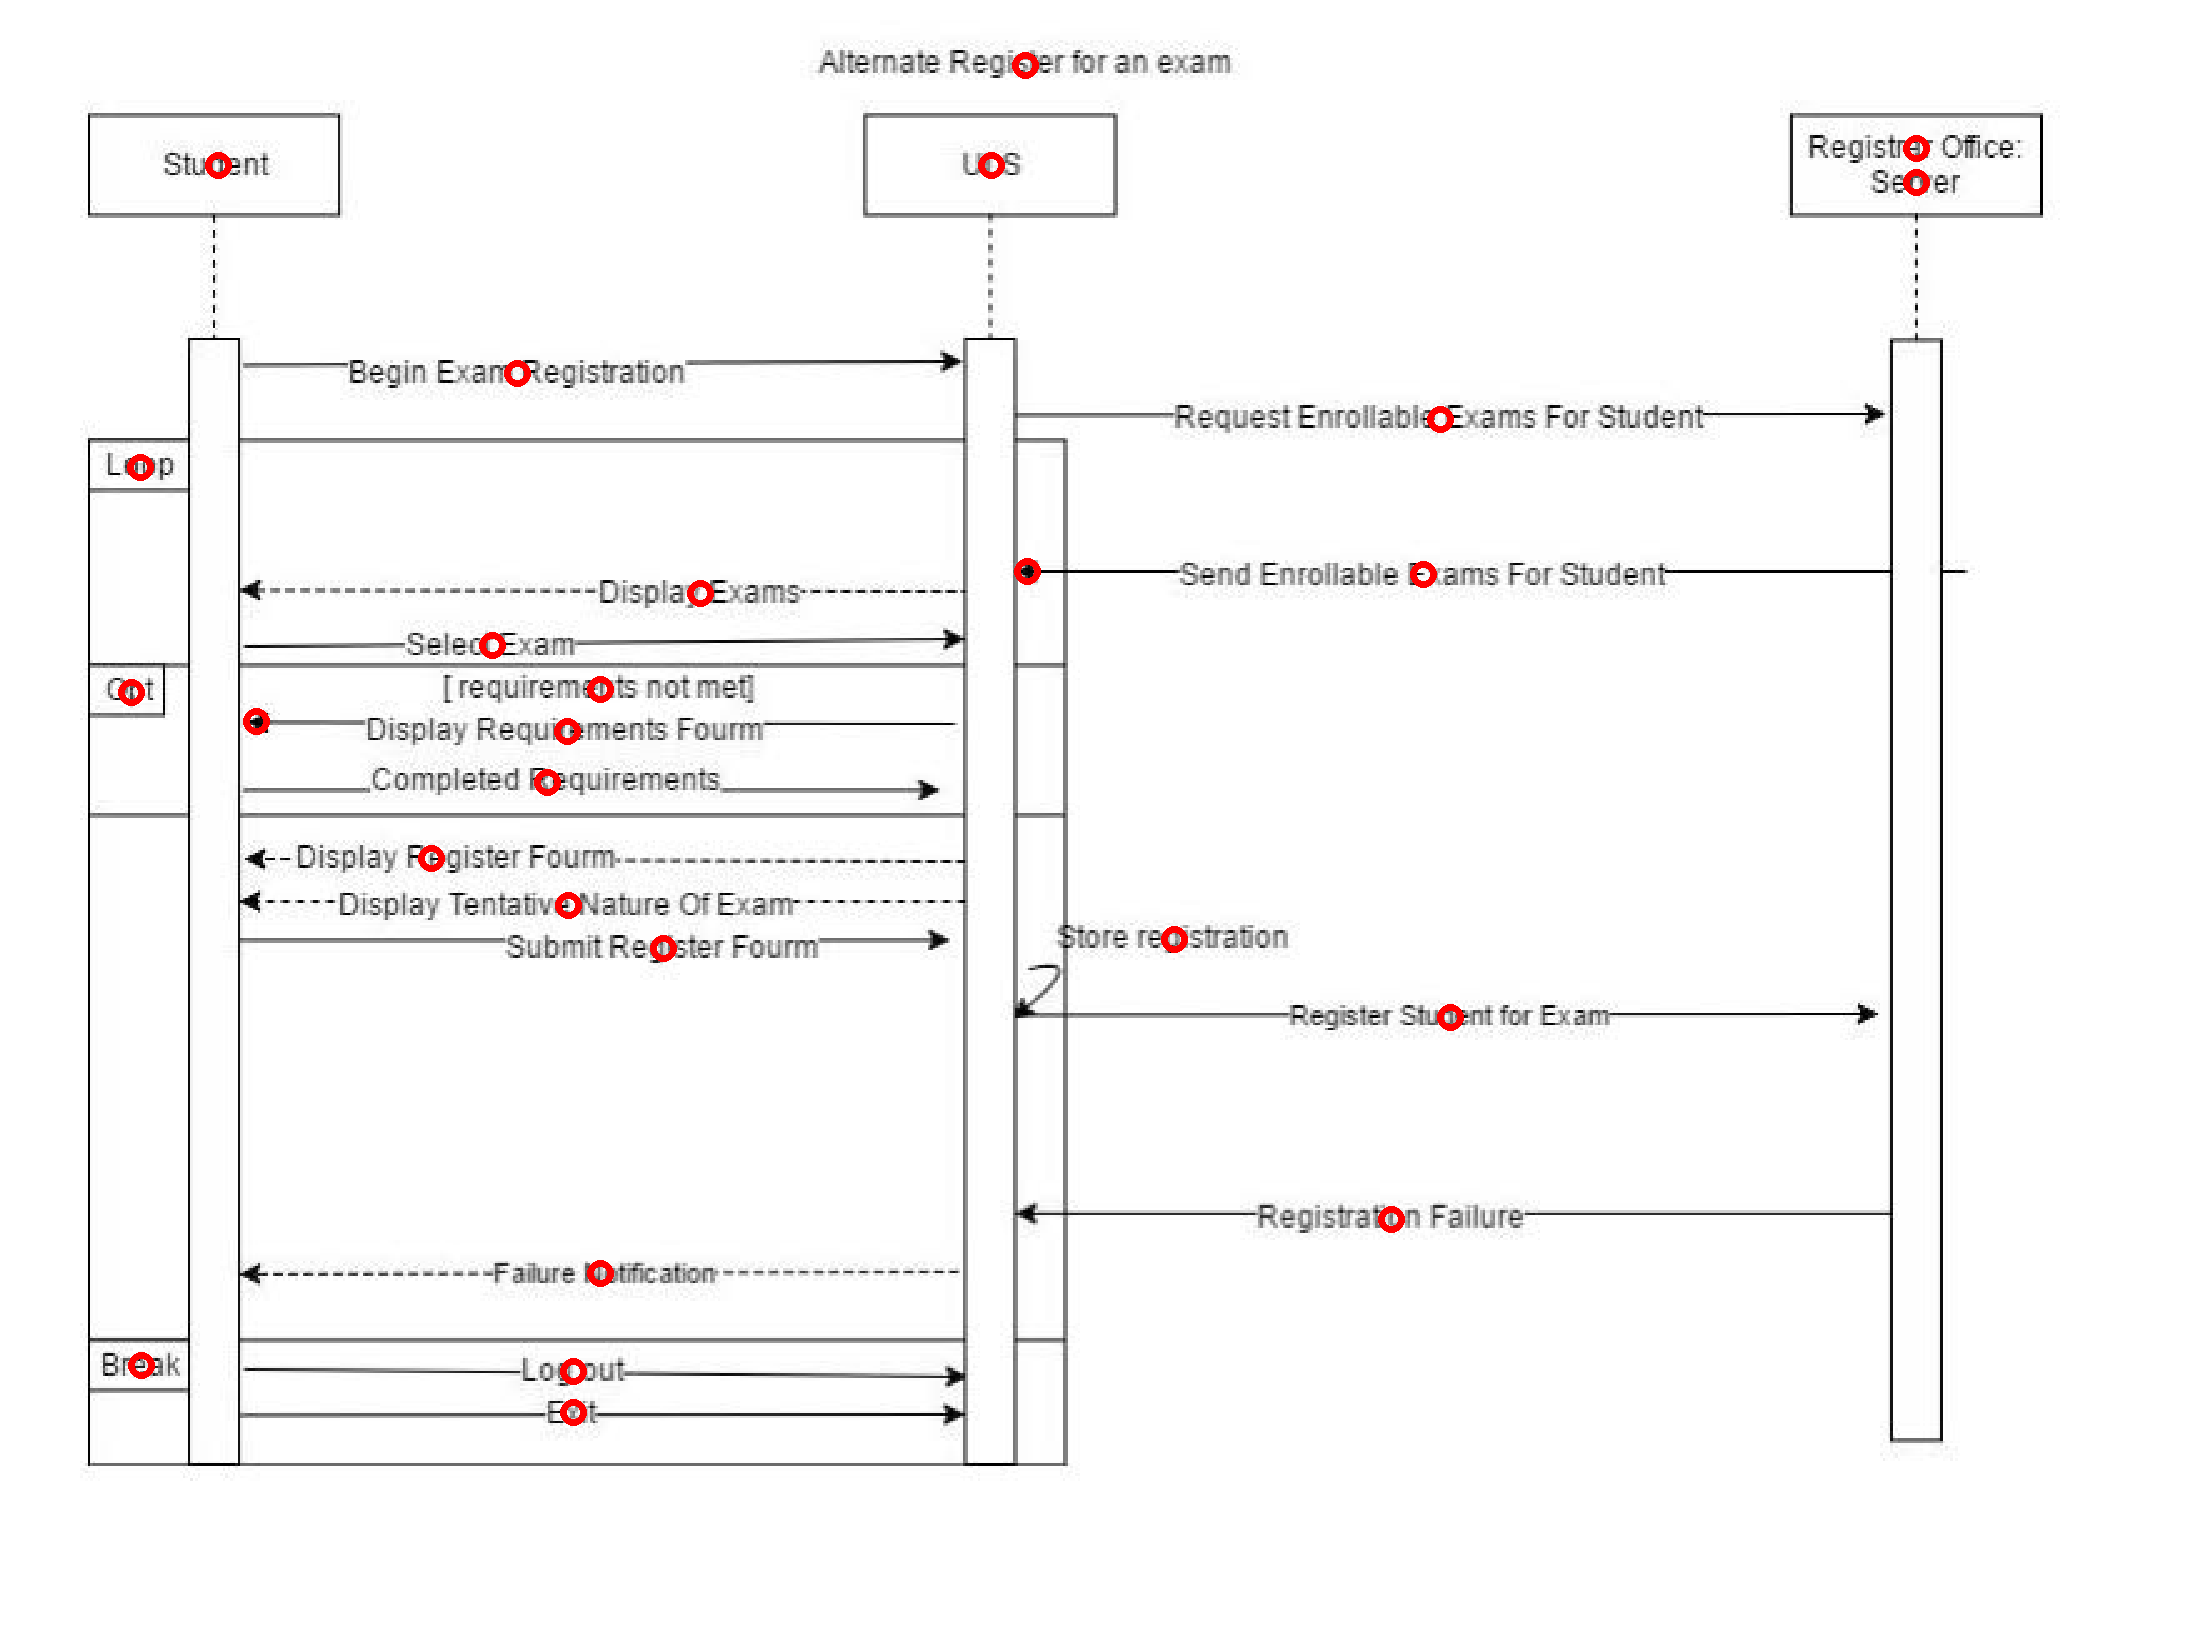 Alternate Register for an exam
Student
Registrar Office:
Server
Begin Exam Registration
Request Enrollable Exams For Student
Loop
Send Enrollable Exams For Student
Display Exams
Select Exam
Opt
[ requirements not met]
Display Requirements Fourm
Completed Requirements
Display Register Fourm
Display Tentative Nature Of Exam
Store registration
Submit Register Fourm
Register Student for Exam
Registration Failure
Failure Notification
Break
Log out
Exit